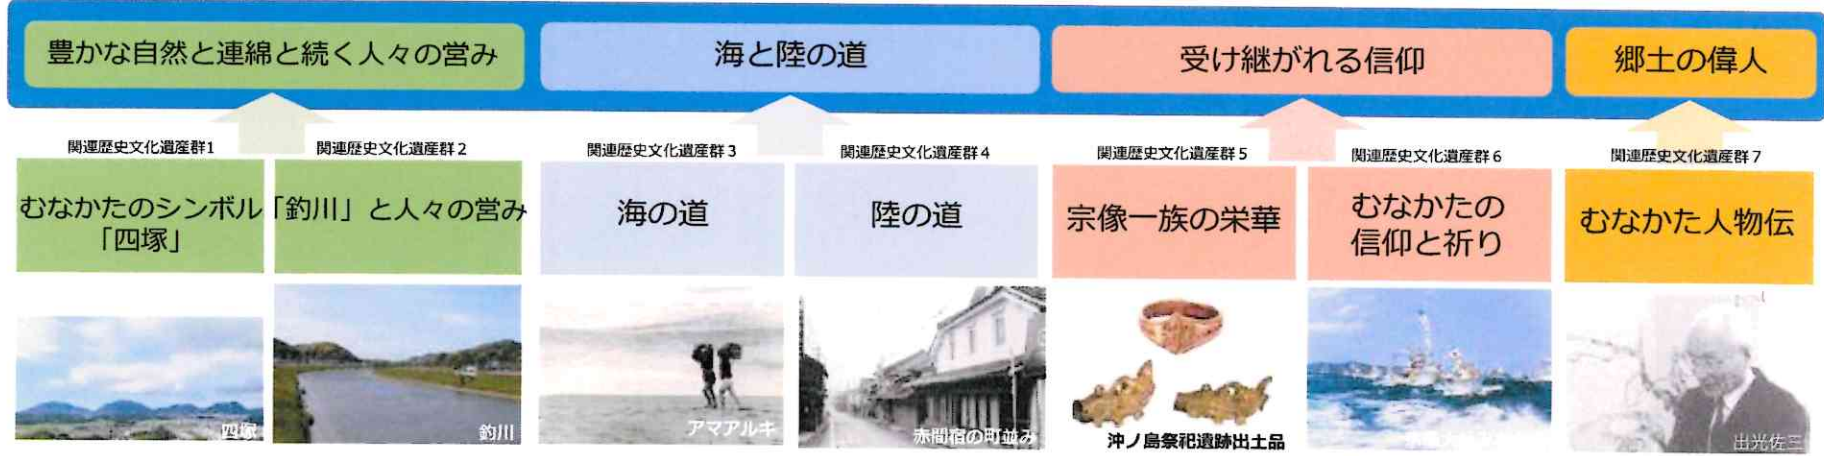 豊かな自然と連綿と続く人々の営み
海と陸の道
受け継がれる信仰
郷土の偉人
関連歴史文化遺産群1
関連歴史文化遺産群2
関連歴史文化遺産群3
関連歴史文化遺産群4
関連歴史文化遺産群5
関連歴史文化遺産群6
関連歴史文化遺産群7
むなかたのシンボル
「四塚」
「釣川」と人々の営み
海の道
陸の道
宗像一族の栄華
むなかたの
信仰と祈り
むなかた人物伝
四塚
釣川
アマアルキ
赤間宿の町並み
沖ノ島祭祀遺跡出土品
出光佐三